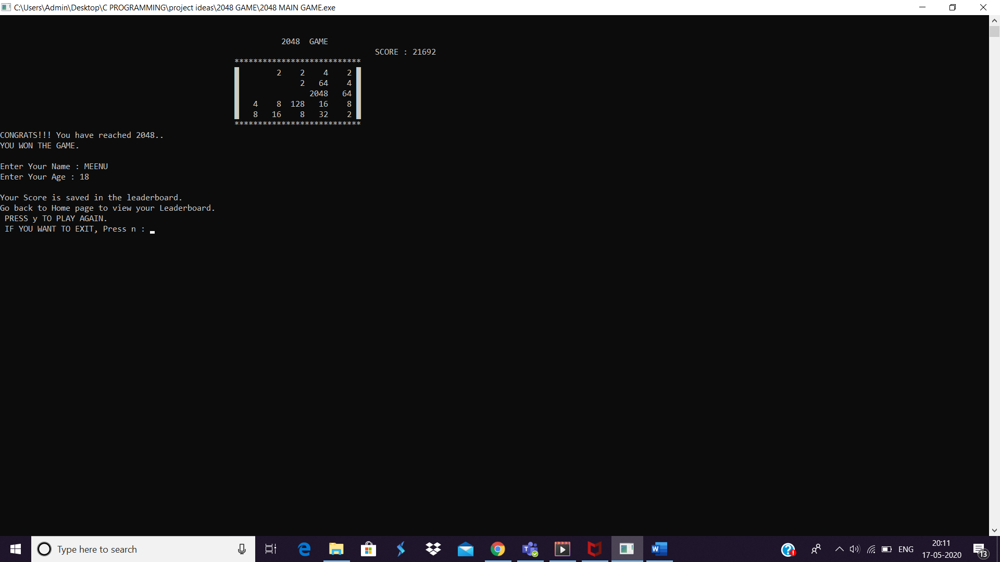 C:\Users\Admin\Desktop\C PROGRAMMING\project ideas\2048 GAME\2048 MAIN GAME.exe
2048 GAME
SCORE : 21692
***************************
2 2 4 2
2 64 4
2048 64
4 8 128 16 8
8 16 8 32 2
***************************
CONGRATS!!! You have reached 2048..
YOU WON THE GAME.
Enter Your Name : MEENU
Enter Your Age : 18
Your Score is saved in the leaderboard.
Go back to Home page to view your Leaderboard.
PRESS y TO PLAY AGAIN.
IF YOU WANT TO EXIT, Press n :
Type here to search
ENG
20:11
17-05-2020
13